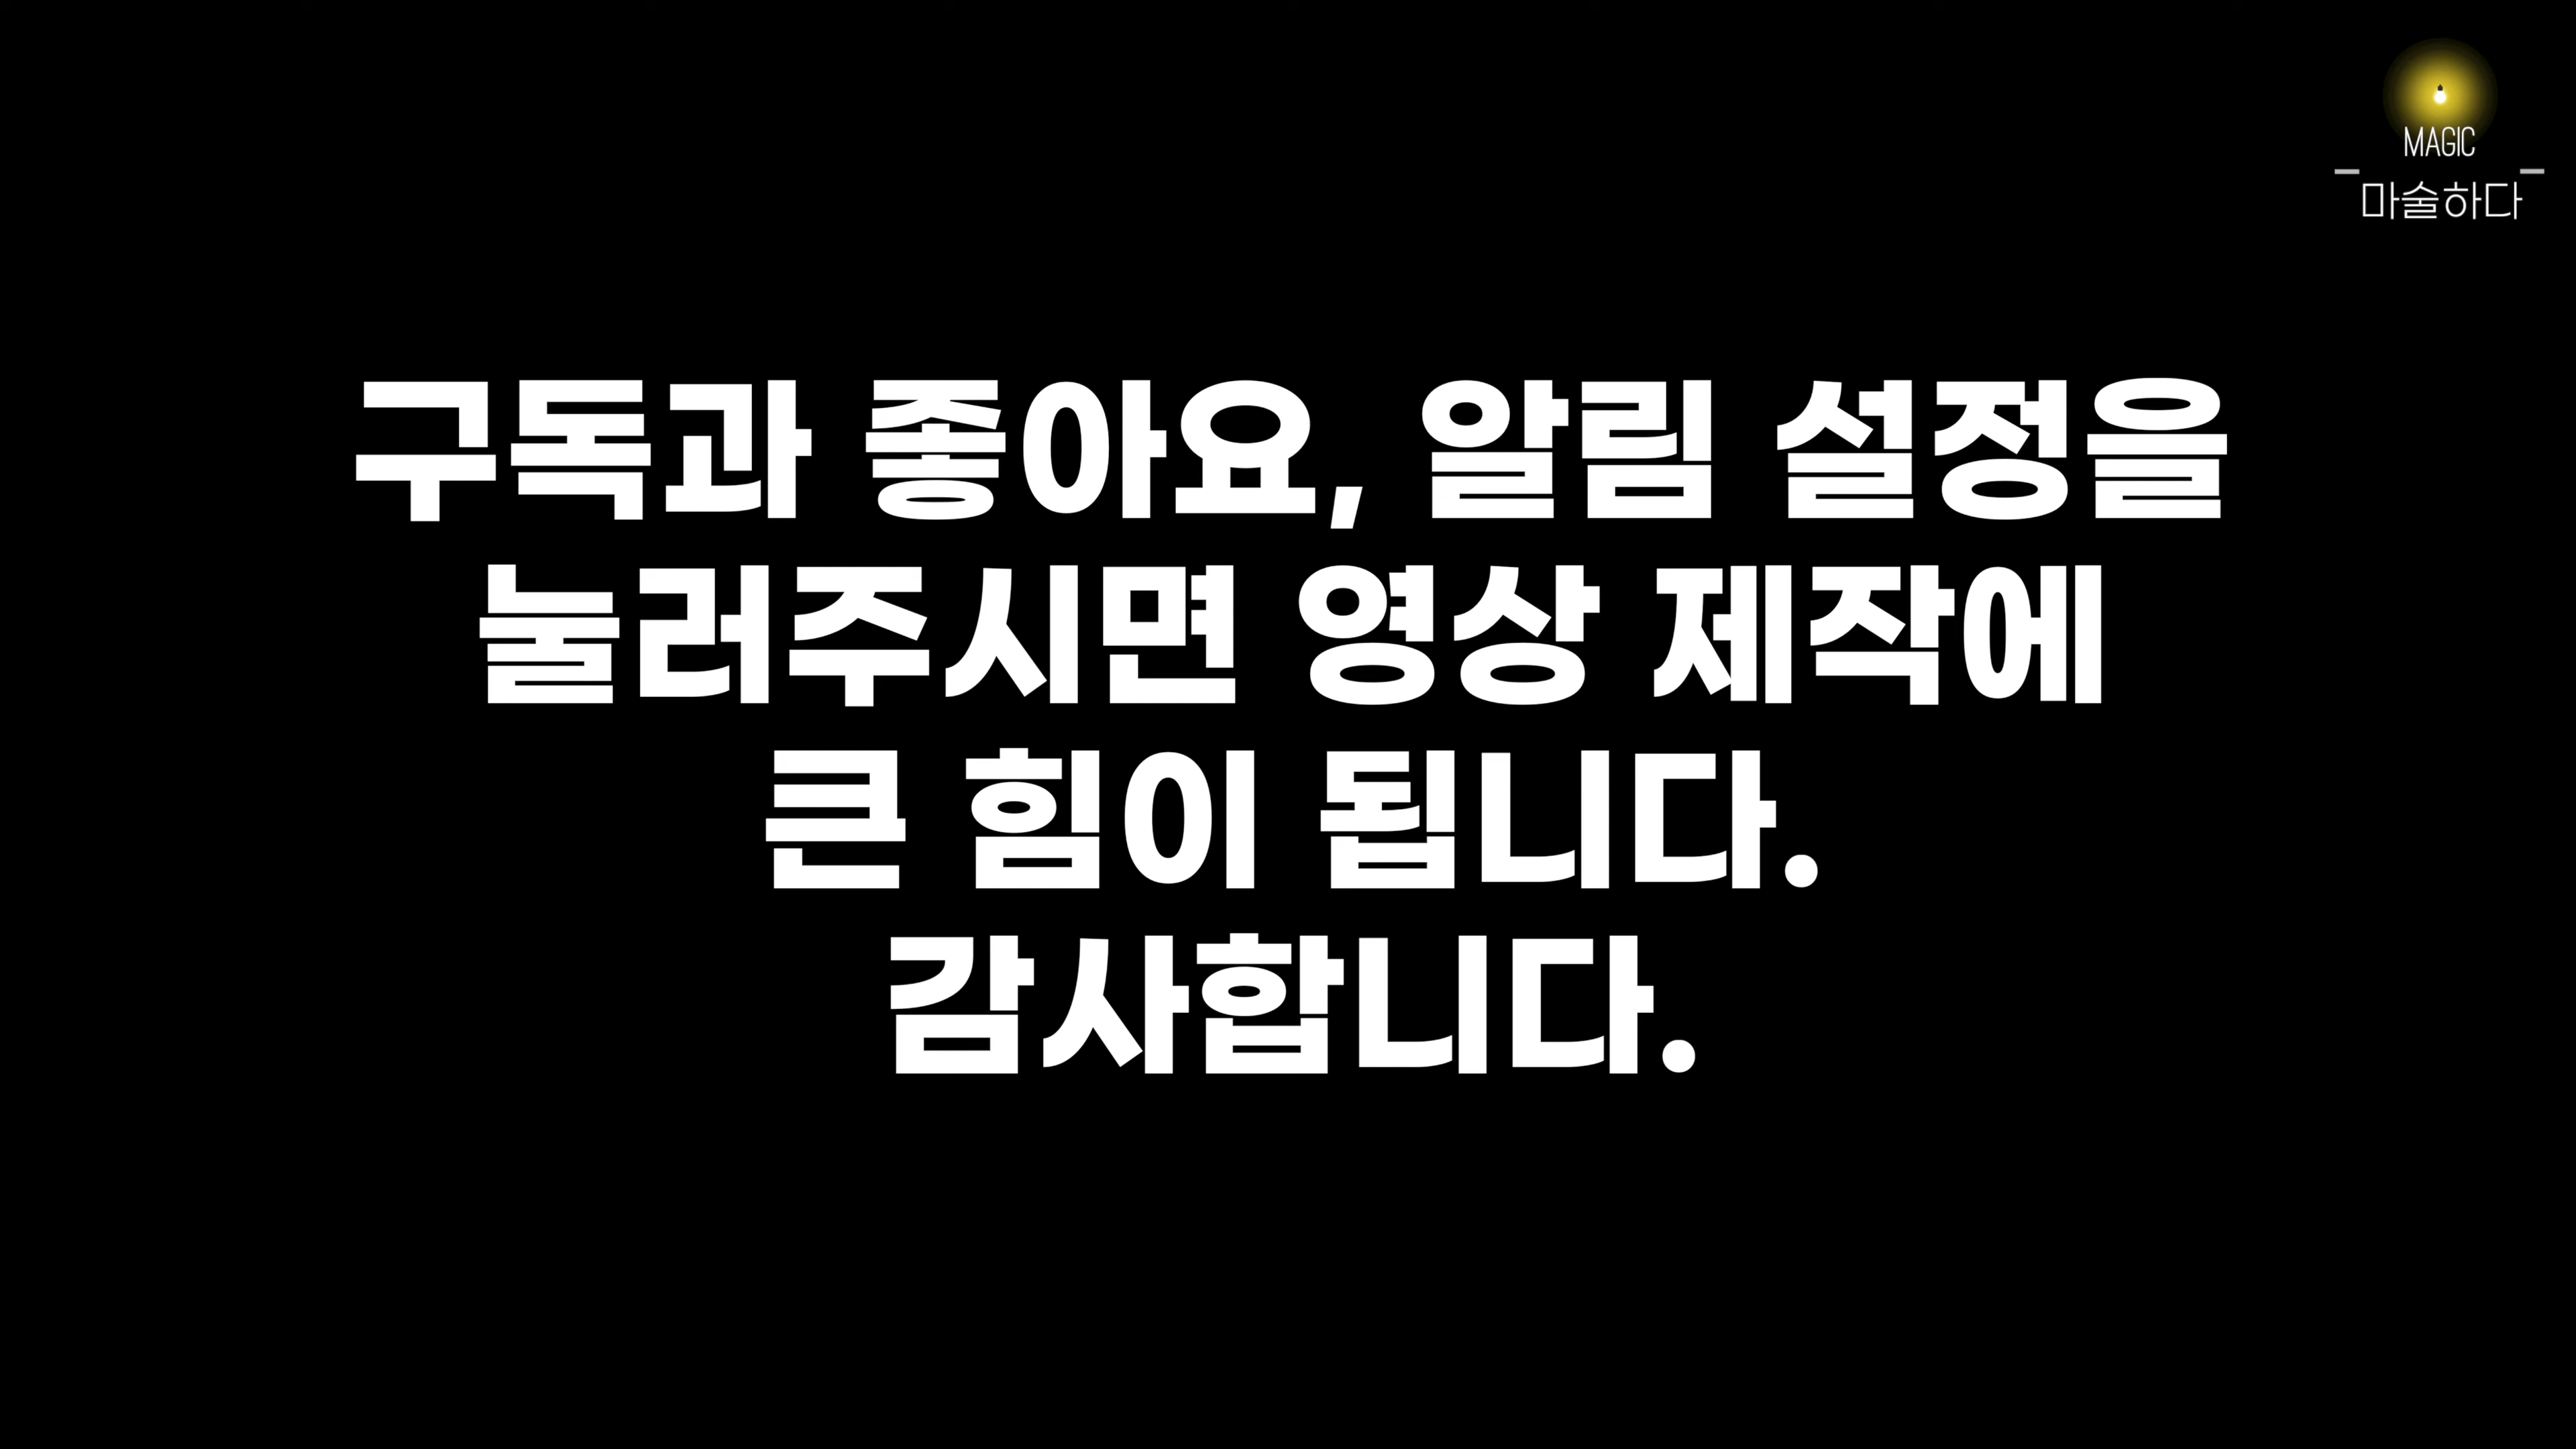 MAGIC
마술하다
구독과 좋아요, 알림 설정을
눌러주시면 영상 제작에
큰 힘이 됩니다.
감사합니다.